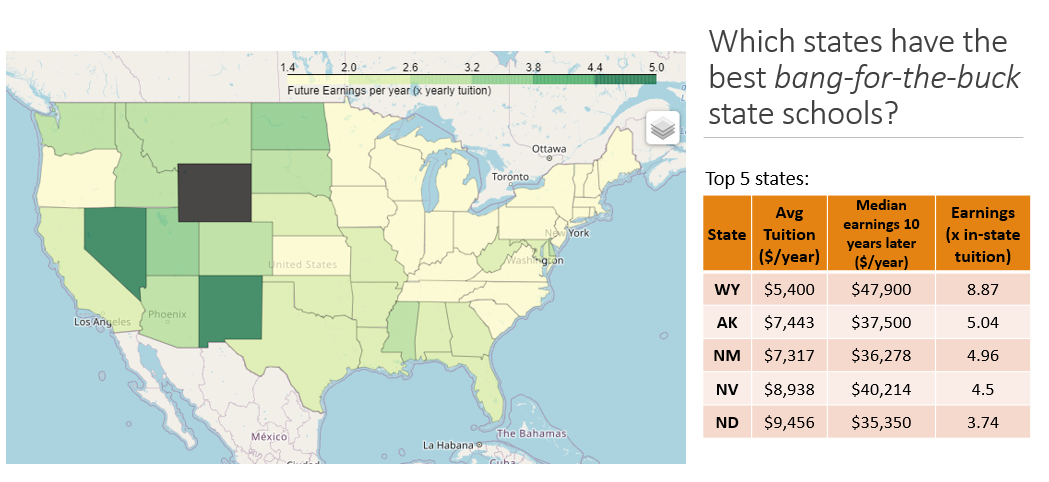 Which states have the
best bang-for-the-buck
state schools?
1.4 2.0 2.6 3.2 3.8 4.4 5.0
Future Earnings per year (x yearly tuition)
Ottawa
Toronto
New York
United States
Washington
Los Angeles
Phoenix
México
La Habana
The Bahamas
Ciudad
Cuba
Top 5 states:
State Avg Tuition ($/year) Median earnings 10 years later ($/year) Earnings (x in-state tuition)
WY $5,400 $47,900 8.87
AK $7,443 $37,500 5.04
NM $7,317 $36,278 4.96
NV $8,938 $40,214 4.5
ND $9,456 $35,350 3.74